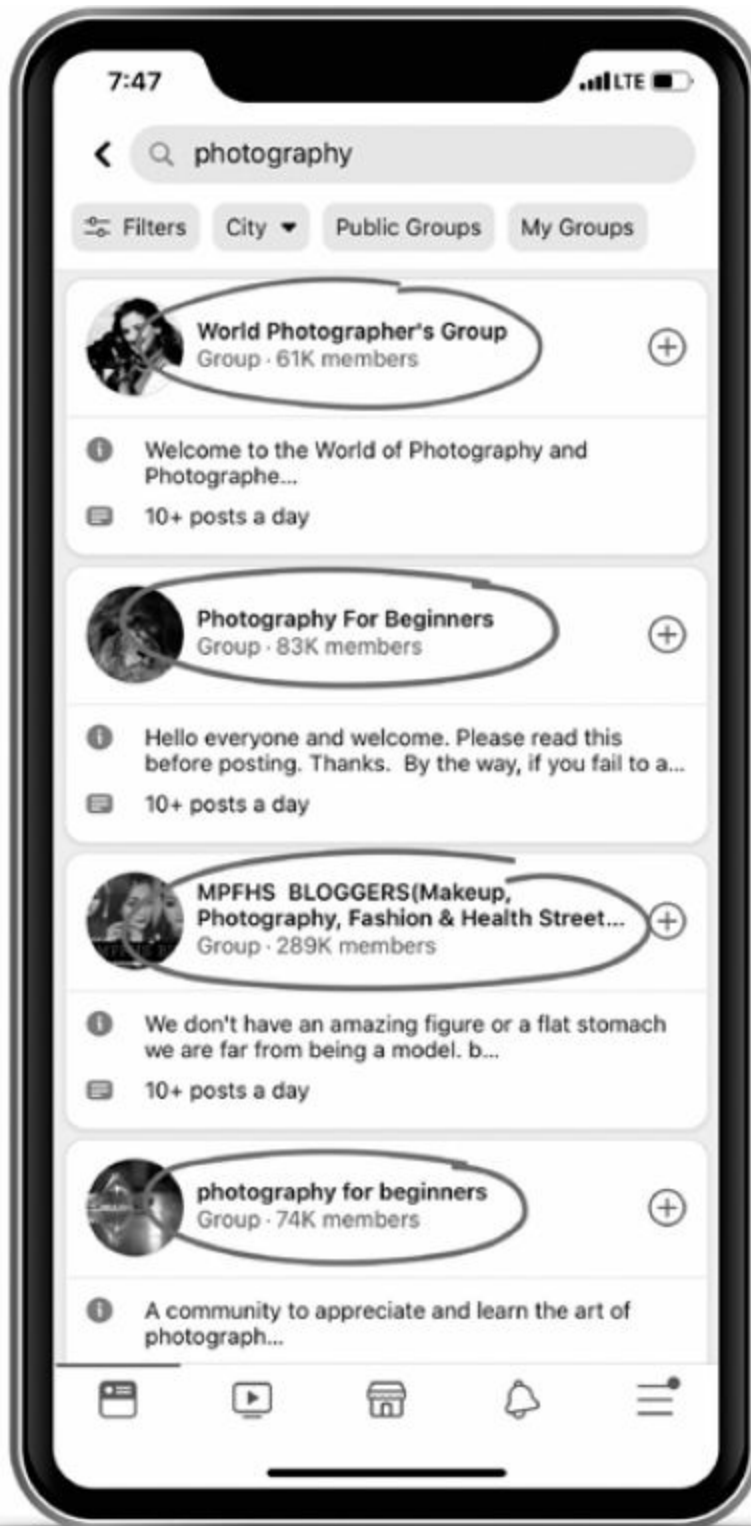 7:47
LTE
photography
Filters
City
Public Groups
My Groups
World Photographer's Group
Group · 61K members
Welcome to the World of Photography and
Photographe...
10+ posts a day
Photography For Beginners
Group · 83K members
Hello everyone and welcome. Please read this
before posting. Thanks.  By the way, if you fail to a...
10+ posts a day
MPFHS  BLOGGERS(Makeup,
Photography, Fashion & Health Street...
Group · 289K members
We don't have an amazing figure or a flat stomach
we are far from being a model. b...
10+ posts a day
photography for beginners
Group · 74K members
A community to appreciate and learn the art of
photograph...